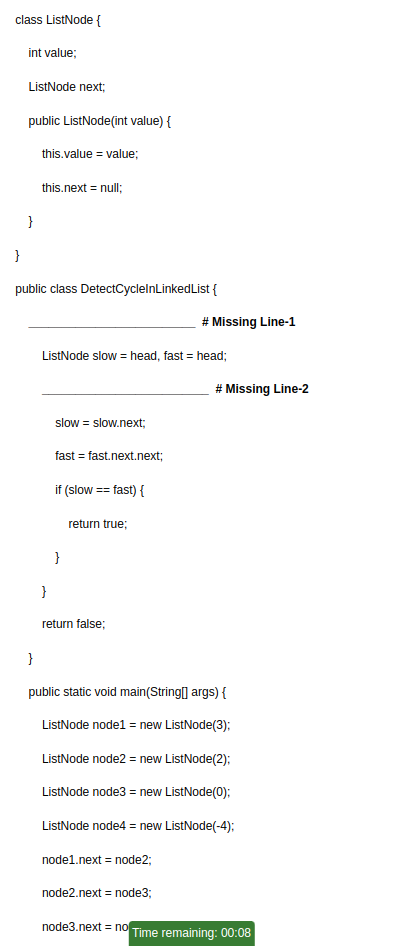 class ListNode {
int value;
ListNode next;
public ListNode(int value) {
this.value = value;
this.next = null;
}
}
public class DetectCycleInLinkedList {
_________________________ # Missing Line-1
ListNode slow = head, fast = head;
_________________________ # Missing Line-2
slow = slow.next;
fast = fast.next.next;
if (slow == fast) {
return true;
}
}
return false;
}
public static void main(String[] args) {
ListNode node1 = new ListNode(3);
ListNode node2 = new ListNode(2);
ListNode node3 = new ListNode(0);
ListNode node4 = new ListNode(-4);
node1.next = node2;
node2.next = node3;
node3.next = no
Time remaining: 00:08